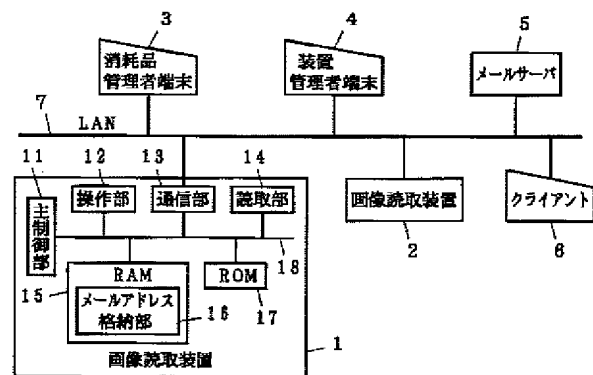 3
4
5
消耗品
管理者端末
装置
管理者端末
メールサーバ
7
LAN
11
12
13
14
操作部
通信部
読取部
主制御部
画像読取装置
クライアント
2
6
18
RAM
ROM
15
メールアドレス
格納部
16
17
画像読取装置
1